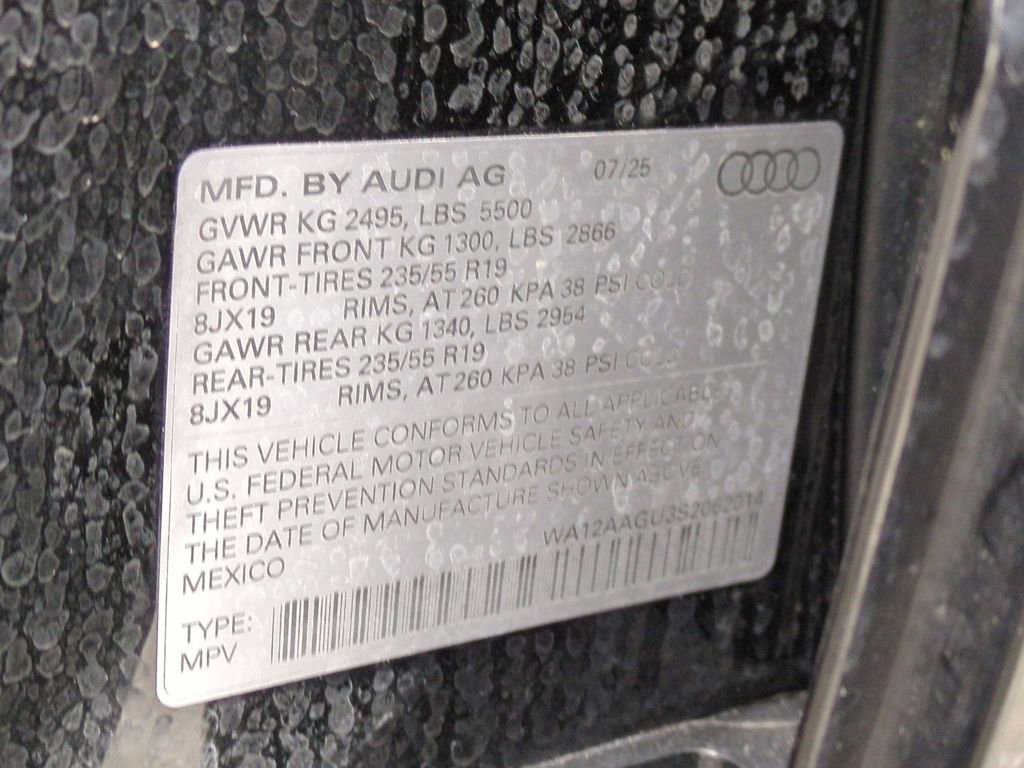 MFD. BY AUDI AG 07/25
GVWR KG 2495, LBS 5500
GAWR FRONT KG 1300, LBS 2866
FRONT-TIRES 235/55 R19
8JX19 RIMS, AT 260 KPA 38 PSI COLD
GAWR REAR KG 1340, LBS 2954
REAR-TIRES 235/55 R19
8JX19 RIMS, AT 260 KPA 38 PSI COLD
THIS VEHICLE CONFORMS TO ALL APPLICABLE
U.S. FEDERAL MOTOR VEHICLE SAFETY AND
THEFT PREVENTION STANDARDS IN EFFECT ON
THE DATE OF MANUFACTURE SHOWN ABOVE
MEXICO WA12AAGU3S2062014
TYPE:
MPV